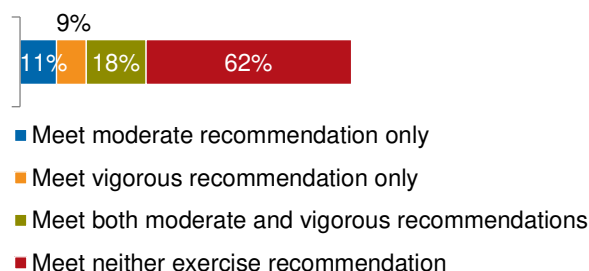 9%
11% 18% 62%
Meet moderate recommendation only
Meet vigorous recommendation only
Meet both moderate and vigorous recommendations
Meet neither exercise recommendation